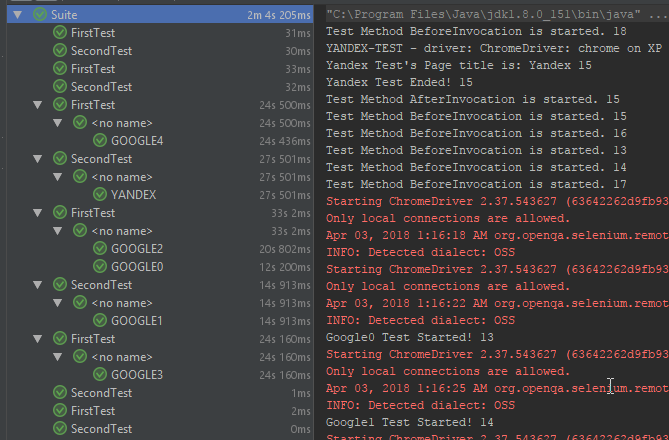 Suite 2m 4s 205ms
FirstTest 31ms
SecondTest 30ms
FirstTest 33ms
SecondTest 32ms
FirstTest 24s 500ms
<no name> 24s 500ms
GOOGLE4 24s 436ms
SecondTest 27s 501ms
<no name> 27s 501ms
YANDEX 27s 501ms
FirstTest 33s 2ms
<no name> 33s 2ms
GOOGLE2 20s 802ms
GOOGLE0 12s 200ms
SecondTest 14s 913ms
<no name> 14s 913ms
GOOGLE1 14s 913ms
FirstTest 24s 160ms
<no name> 24s 160ms
GOOGLE3 24s 160ms
SecondTest 1ms
FirstTest 2ms
SecondTest 0ms
"C:\Program Files\Java\jdk1.8.0_151\bin\java" ...
Test Method BeforeInvocation is started. 18
YANDEX-TEST - driver: ChromeDriver: chrome on XP
Yandex Test's Page title is: Yandex 15
Yandex Test Ended! 15
Test Method AfterInvocation is started. 15
Test Method BeforeInvocation is started. 15
Test Method BeforeInvocation is started. 16
Test Method BeforeInvocation is started. 13
Test Method BeforeInvocation is started. 14
Test Method BeforeInvocation is started. 17
Starting ChromeDriver 2.37.543627 (63642262d9fb93
Only local connections are allowed.
Apr 03, 2018 1:16:18 AM org.openqa.selenium.remot
INFO: Detected dialect: OSS
Starting ChromeDriver 2.37.543627 (63642262d9fb93
Only local connections are allowed.
Apr 03, 2018 1:16:22 AM org.openqa.selenium.remot
INFO: Detected dialect: OSS
Google0 Test Started! 13
Starting ChromeDriver 2.37.543627 (63642262d9fb93
Only local connections are allowed.
Apr 03, 2018 1:16:25 AM org.openqa.selenium.remot
INFO: Detected dialect: OSS
Google1 Test Started! 14
Starting ChromeDriver 2.37.543627 (63642262d9fb93